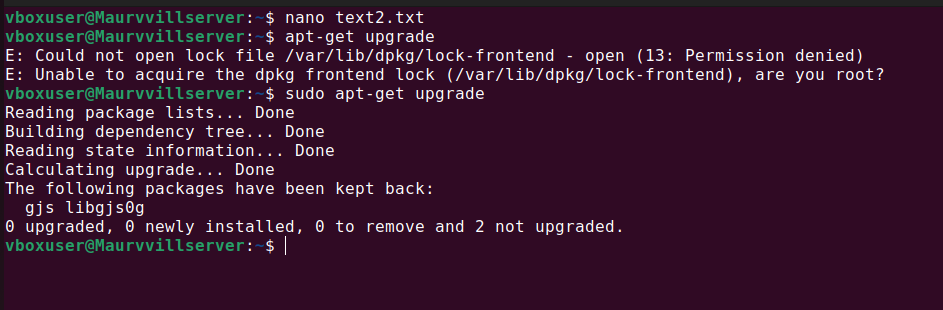 vboxuser@Maurvvillserver:~$ nano text2.txt
vboxuser@Maurvvillserver:~$ apt-get upgrade
E: Could not open lock file /var/lib/dpkg/lock-frontend - open (13: Permission denied)
E: Unable to acquire the dpkg frontend lock (/var/lib/dpkg/lock-frontend), are you root?
vboxuser@Maurvvillserver:~$ sudo apt-get upgrade
Reading package lists... Done
Building dependency tree... Done
Reading state information... Done
Calculating upgrade... Done
The following packages have been kept back:
  gjs libgjs0g
0 upgraded, 0 newly installed, 0 to remove and 2 not upgraded.
vboxuser@Maurvvillserver:~$